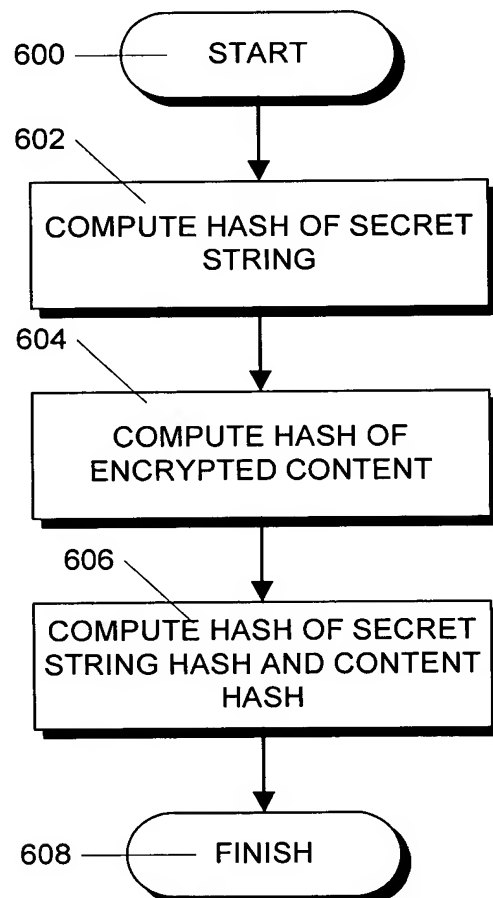 600
START
602
COMPUTE HASH OF SECRET
STRING
604
COMPUTE HASH OF
ENCRYPTED CONTENT
606
COMPUTE HASH OF SECRET
STRING HASH AND CONTENT
HASH
608
FINISH